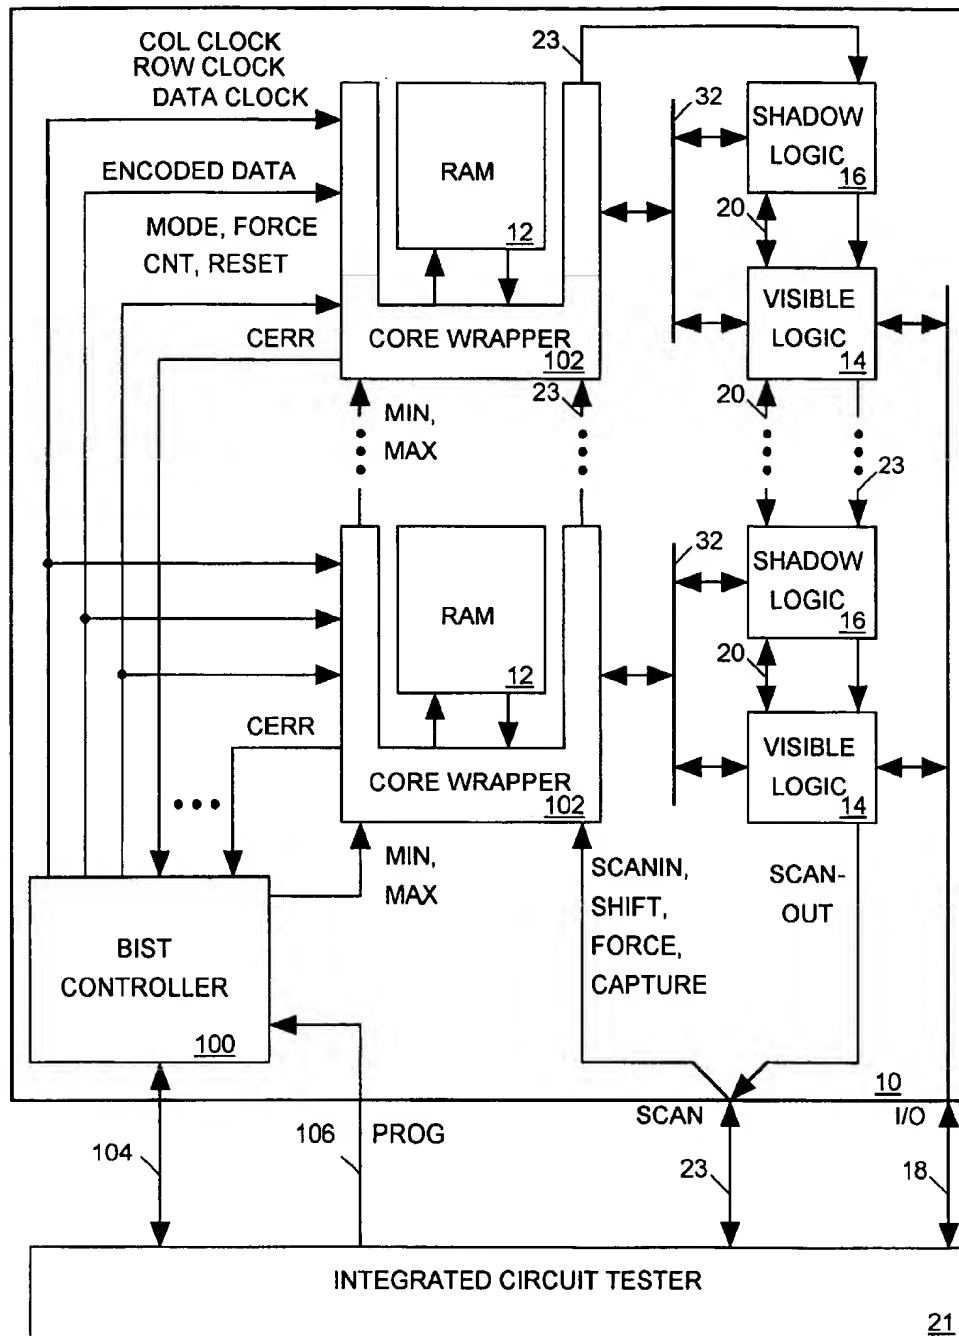 COL CLOCK
ROW CLOCK
DATA CLOCK
ENCODED DATA
MODE, FORCE
CNT, RESET
CERR
RAM
12
CORE WRAPPER
102
23
32
SHADOW
LOGIC
16
20
VISIBLE
LOGIC
14
20
23
MIN,
MAX
23
RAM
12
CORE WRAPPER
102
32
SHADOW
LOGIC
16
20
VISIBLE
LOGIC
14
CERR
MIN,
MAX
SCANIN,
SHIFT,
FORCE,
CAPTURE
SCAN-
OUT
BIST
CONTROLLER
100
10
SCAN
I/O
104
106
PROG
23
18
INTEGRATED CIRCUIT TESTER
21